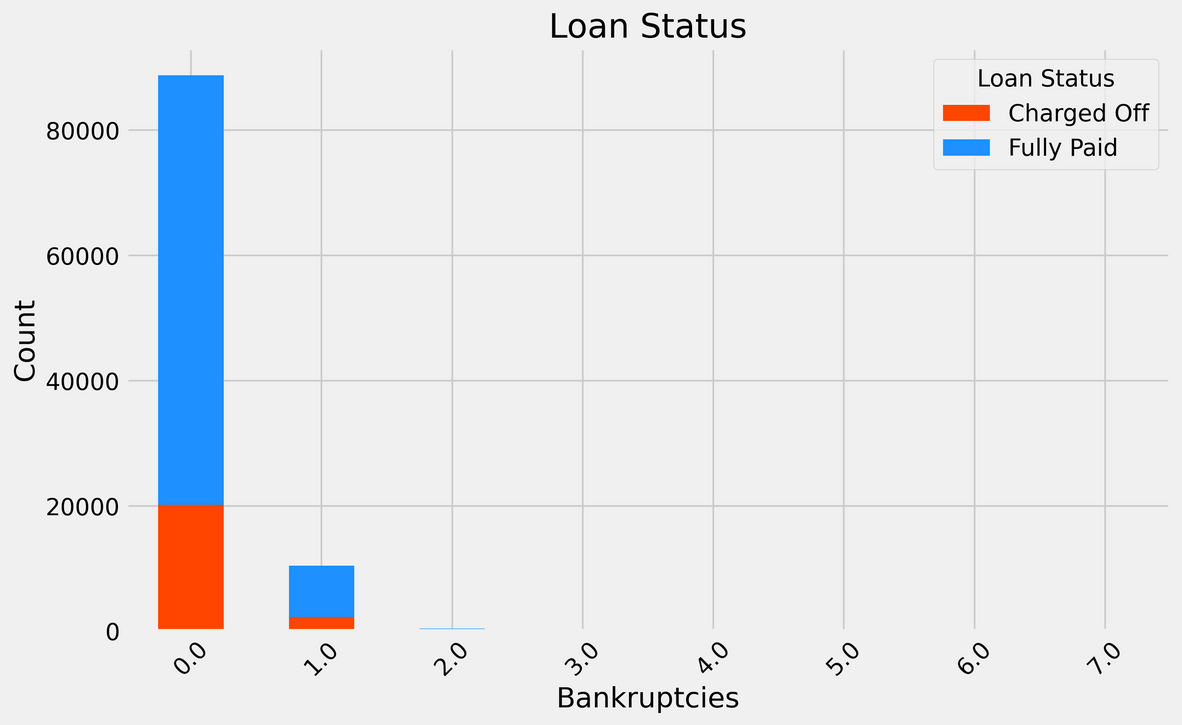 Loan Status
Loan Status
Charged Off
Fully Paid
80000
60000
40000
20000
0
Count
0.0 1.0 2.0 3.0 4.0 5.0 6.0 7.0
Bankruptcies